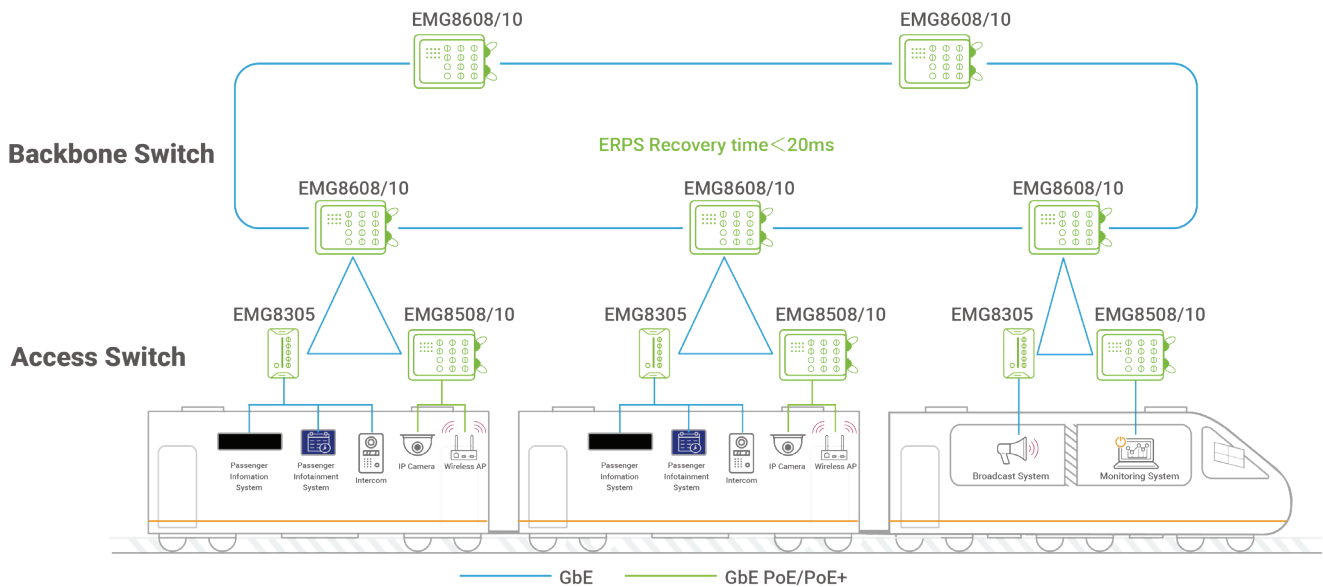 EMG8608/10
EMG8608/10
Backbone Switch
ERPS Recovery time＜20ms
EMG8608/10
EMG8608/10
EMG8608/10
EMG8305
EMG8508/10
EMG8305
EMG8508/10
EMG8305
EMG8508/10
Access Switch
Passenger
Infomation
System
Passenger
Infotainment
System
Intercom
IP Camera
Wireless AP
Passenger
Infomation
System
Passenger
Infotainment
System
Intercom
IP Camera
Wireless AP
Broadcast System
Monitoring System
GbE
GbE PoE/PoE+